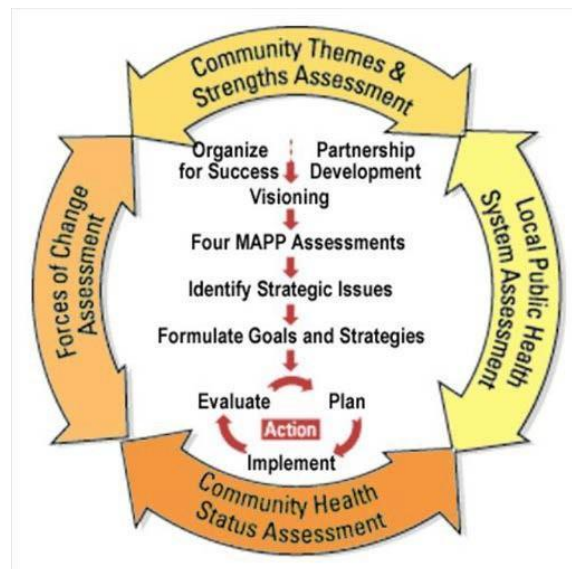 Community Themes &
Strengths Assessment
Organize
for Success
Partnership
Development
Visioning
Four MAPP Assessments
Identify Strategic Issues
Formulate Goals and Strategies
Evaluate
Plan
Action
Implement
Forces of Change
Assessment
Local Public Health
System Assessment
Community Health
Status Assessment